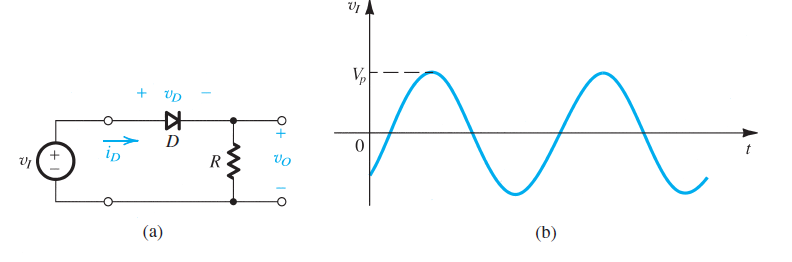 v_I
V_p
0
t
+ v_D −
D
i_D
v_I
+
−
R
+
v_O
−
(a)
(b)